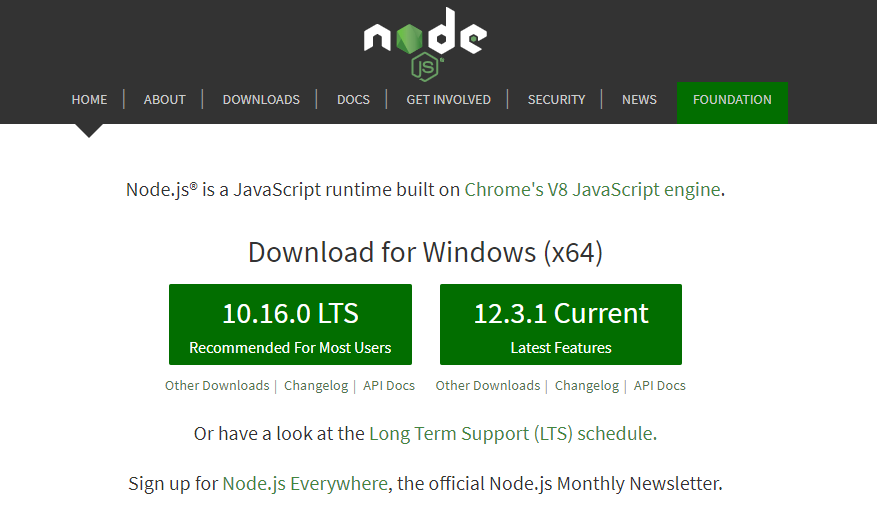 node
JS
HOME | ABOUT | DOWNLOADS | DOCS | GET INVOLVED | SECURITY | NEWS FOUNDATION
Node.js® is a JavaScript runtime built on Chrome's V8 JavaScript engine.
Download for Windows (x64)
10.16.0 LTS 12.3.1 Current
Recommended For Most Users Latest Features
Other Downloads | Changelog | API Docs Other Downloads | Changelog | API Docs
Or have a look at the Long Term Support (LTS) schedule.
Sign up for Node.js Everywhere, the official Node.js Monthly Newsletter.